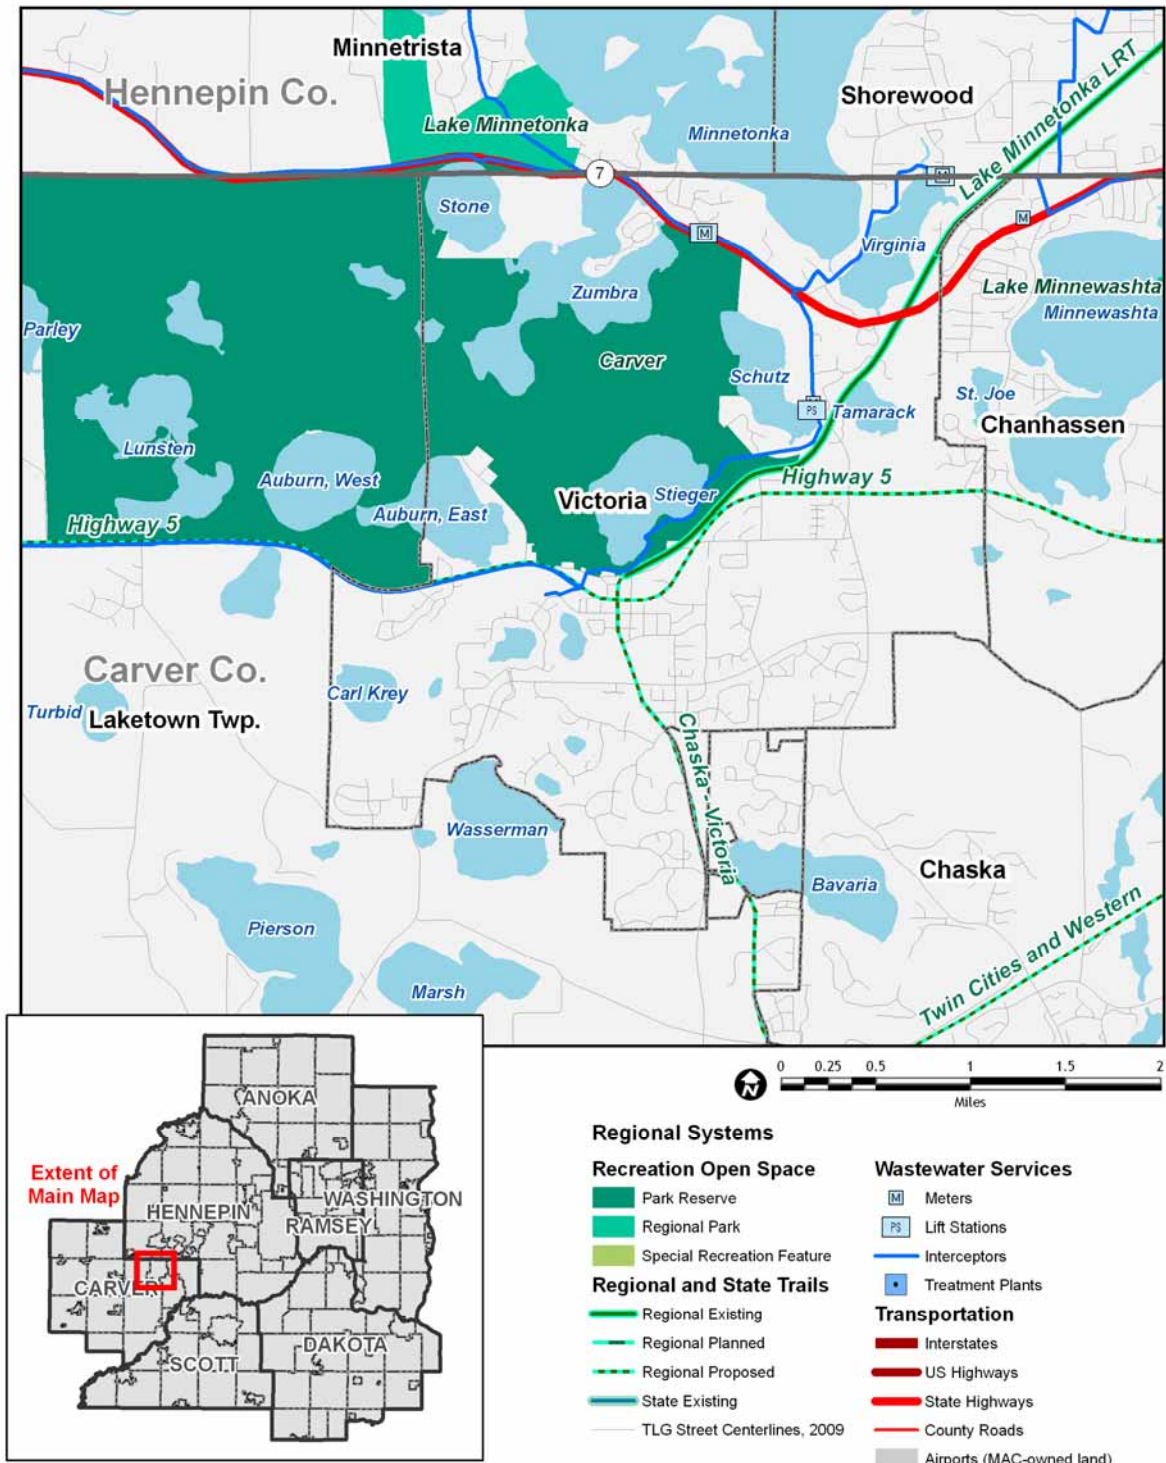 Minnetrista
Hennepin Co.
Lake Minnetonka
Minnetonka
Shorewood
Lake Minnetonka LRT
7
M
M
M
Stone
Virginia
Zumbra
Lake Minnewashta
Minnewashta
Parley
Carver
Schutz
PS
Tamarack
St. Joe
Chanhassen
Lunsten
Auburn, West
Auburn, East
Victoria
Stieger
Highway 5
Highway 5
Carver Co.
Carl Krey
Turbid
Laketown Twp.
Chaska - Victoria
Wasserman
Bavaria
Chaska
Pierson
Marsh
Twin Cities and Western
Extent of
Main Map
ANOKA
WASHINGTON
HENNEPIN
RAMSEY
CARVER
SCOTT
DAKOTA
N
0 0.25 0.5 1 1.5 2
Miles
Regional Systems
Recreation Open Space
Park Reserve
Regional Park
Special Recreation Feature
Regional and State Trails
Regional Existing
Regional Planned
Regional Proposed
State Existing
TLG Street Centerlines, 2009
Wastewater Services
M Meters
PS Lift Stations
Interceptors
Treatment Plants
Transportation
Interstates
US Highways
State Highways
County Roads
Airports (MAC-owned land)